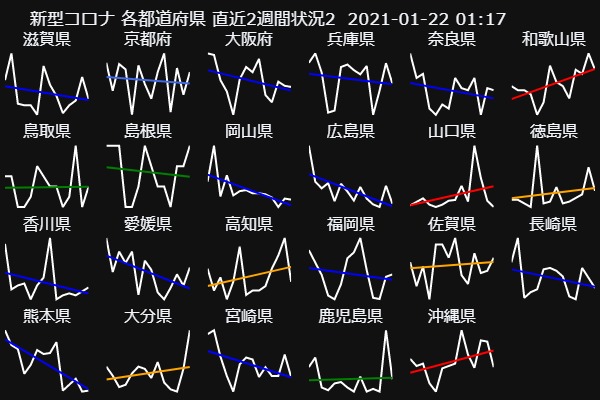 新型コロナ 各都道府県 直近2週間状況2 2021-01-22 01:17
滋賀県 京都府 大阪府 兵庫県 奈良県 和歌山県
鳥取県 島根県 岡山県 広島県 山口県 徳島県
香川県 愛媛県 高知県 福岡県 佐賀県 長崎県
熊本県 大分県 宮崎県 鹿児島県 沖縄県